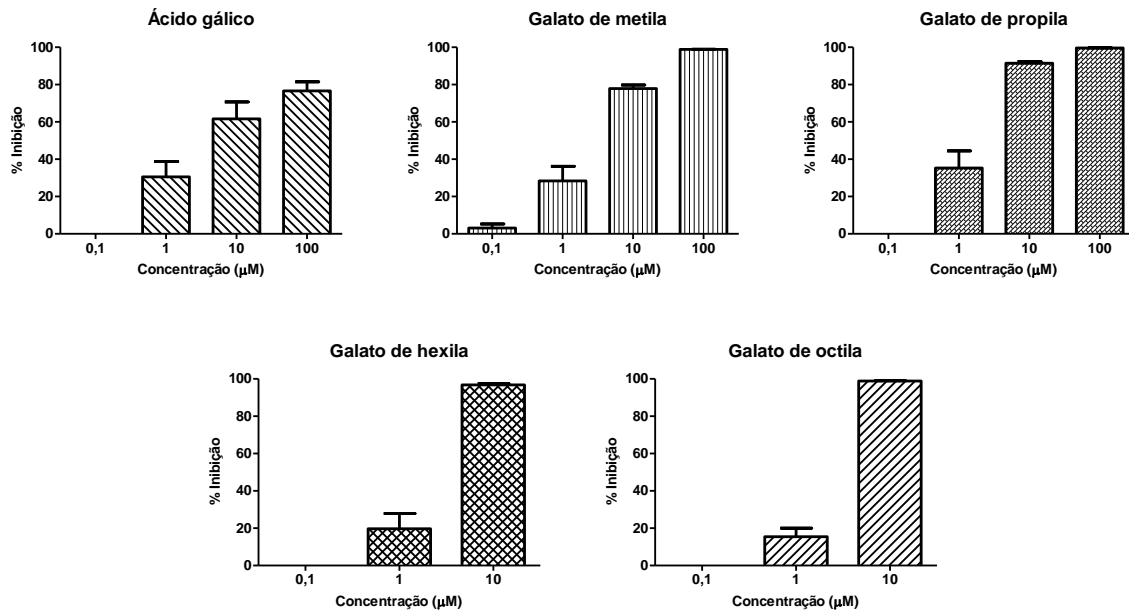 Ácido gálico
% Inibição
100
80
60
40
20
0
0,1 1 10 100
Concentração (µM)
Galato de metila
% Inibição
100
80
60
40
20
0
0,1 1 10 100
Concentração (µM)
Galato de propila
% Inibição
100
80
60
40
20
0
0,1 1 10 100
Concentração (µM)
Galato de hexila
% Inibição
100
80
60
40
20
0
0,1 1 10
Concentração (µM)
Galato de octila
% Inibição
100
80
60
40
20
0
0,1 1 10
Concentração (µM)